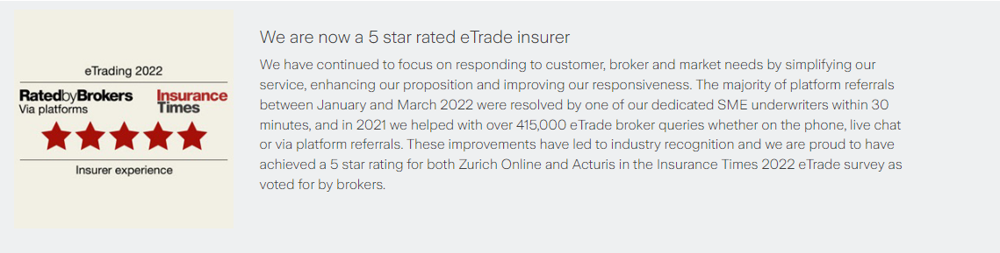 eTrading 2022
RatedbyBrokers Insurance
Via platforms Times
Insurer experience
We are now a 5 star rated eTrade insurer
We have continued to focus on responding to customer, broker and market needs by simplifying our
service, enhancing our proposition and improving our responsiveness. The majority of platform referrals
between January and March 2022 were resolved by one of our dedicated SME underwriters within 30
minutes, and in 2021 we helped with over 415,000 eTrade broker queries whether on the phone, live chat
or via platform referrals. These improvements have led to industry recognition and we are proud to have
achieved a 5 star rating for both Zurich Online and Acturis in the Insurance Times 2022 eTrade survey as
voted for by brokers.